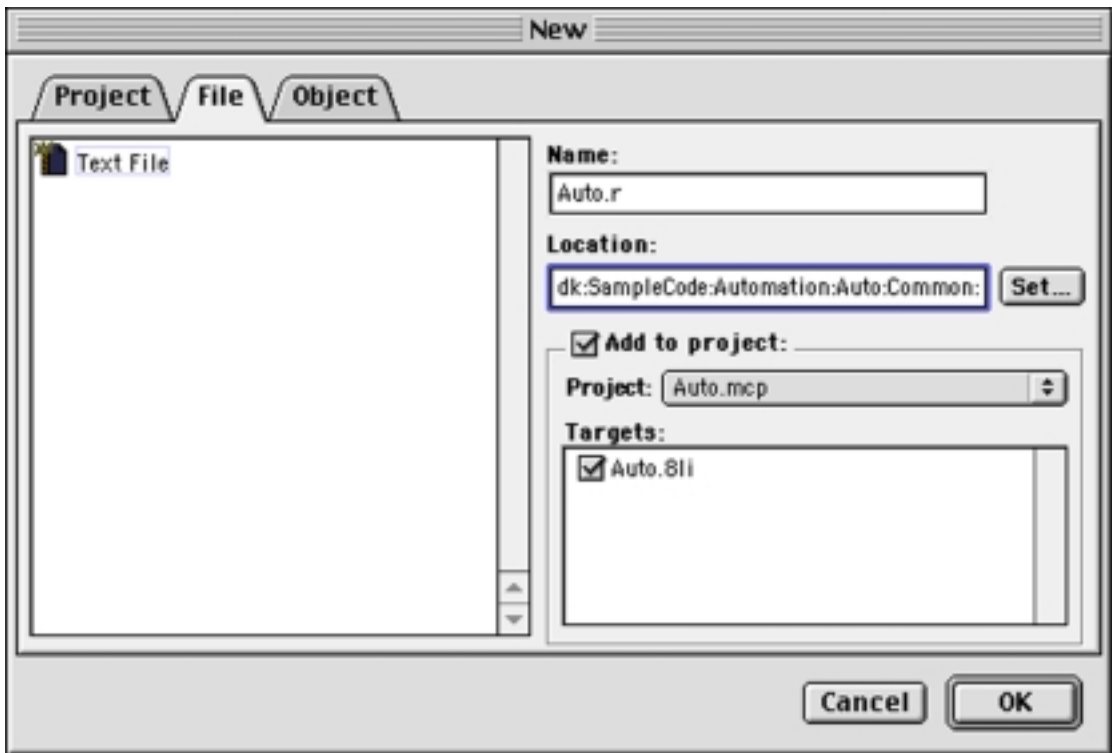 New
Project File Object
Text File
Name:
Auto.r
Location:
dk:SampleCode:Automation:Auto:Common:
Set...
Add to project:
Project: Auto.mcp
Targets:
Auto.8li
Cancel OK